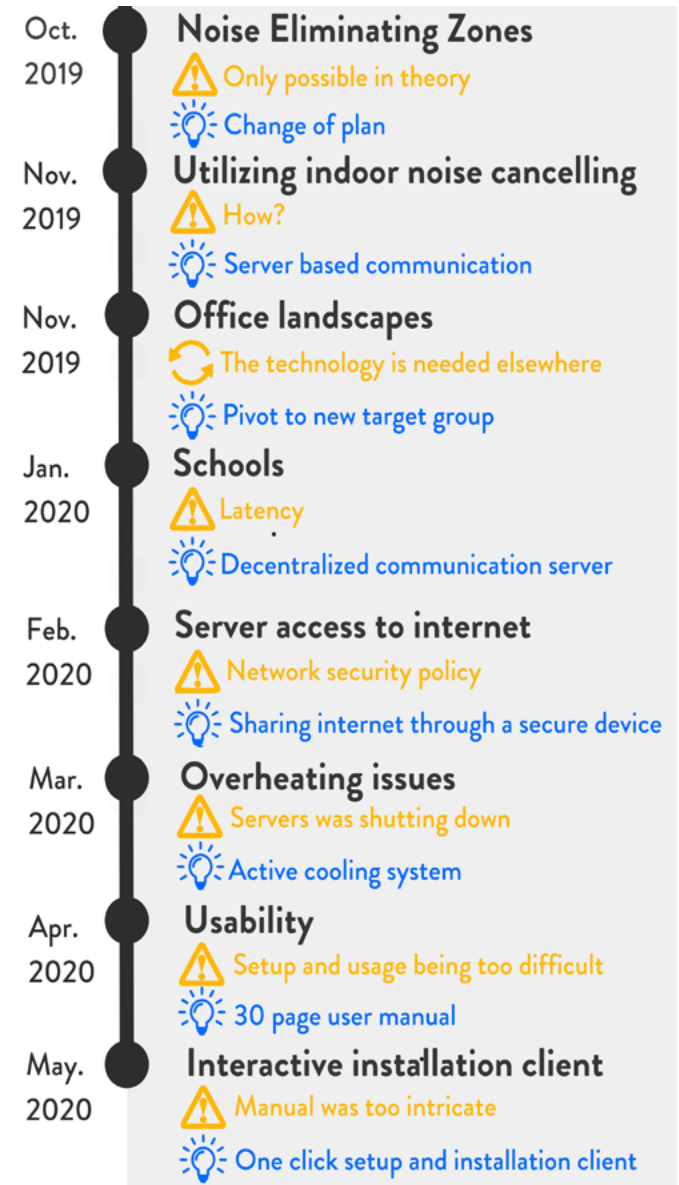 Oct.
2019
Noise Eliminating Zones
Only possible in theory
Change of plan
Nov.
2019
Utilizing indoor noise cancelling
How?
Server based communication
Nov.
2019
Office landscapes
The technology is needed elsewhere
Pivot to new target group
Jan.
2020
Schools
Latency
Decentralized communication server
Feb.
2020
Server access to internet
Network security policy
Sharing internet through a secure device
Mar.
2020
Overheating issues
Servers was shutting down
Active cooling system
Apr.
2020
Usability
Setup and usage being too difficult
30 page user manual
May.
2020
Interactive installation client
Manual was too intricate
One click setup and installation client